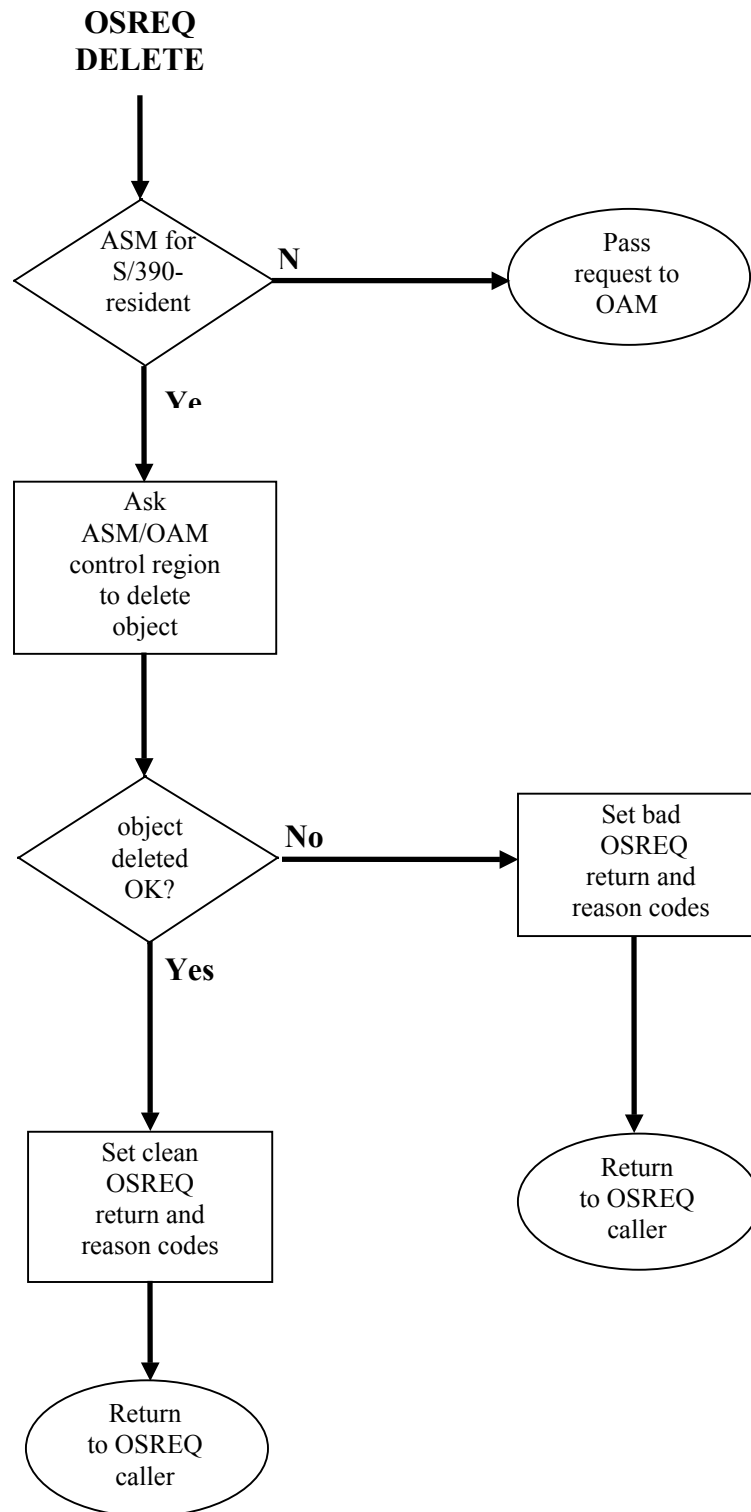 OSREQ
DELETE
ASM for
S/390-
resident
N
Pass
request to
OAM
Ye
Ask
ASM/OAM
control region
to delete
object
object
deleted
OK?
No
Set bad
OSREQ
return and
reason codes
Yes
Set clean
OSREQ
return and
reason codes
Return
to OSREQ
caller
Return
to OSREQ
caller